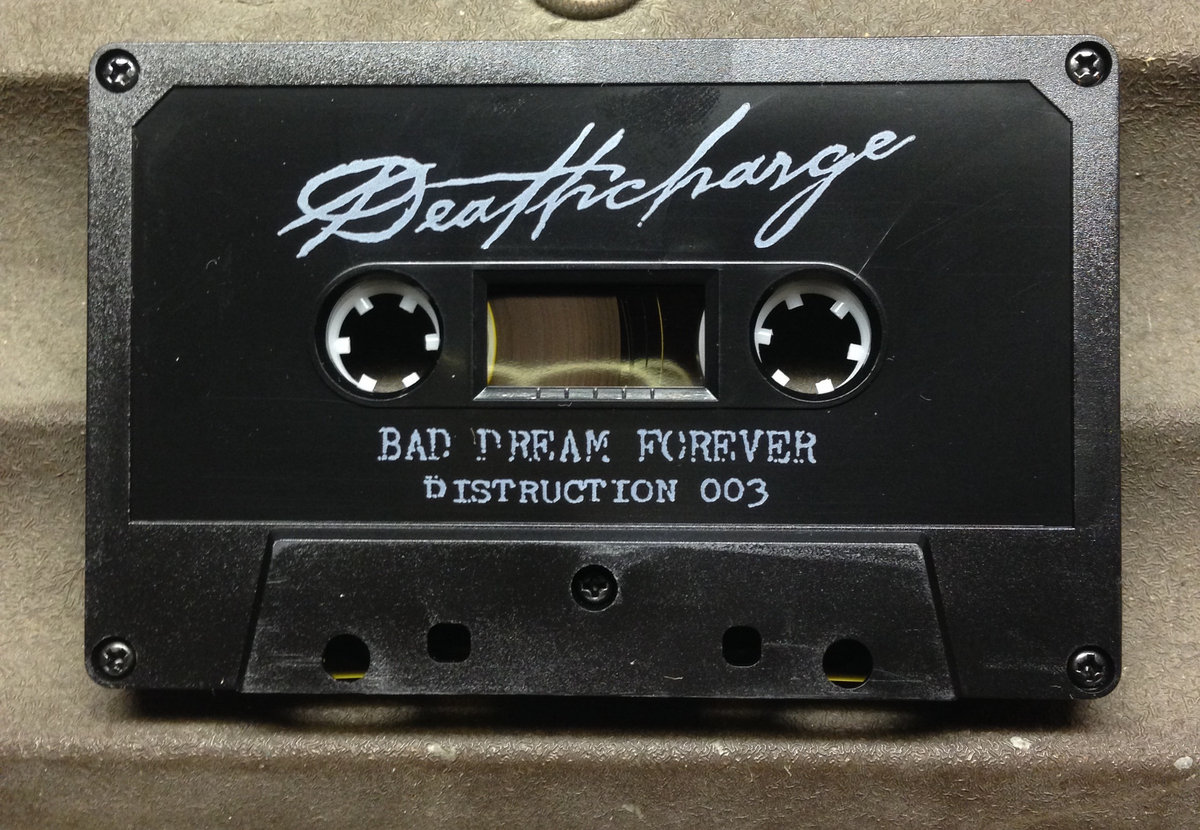 Deathcharge
BAD DREAM FOREVER
DISTRUCTION 003